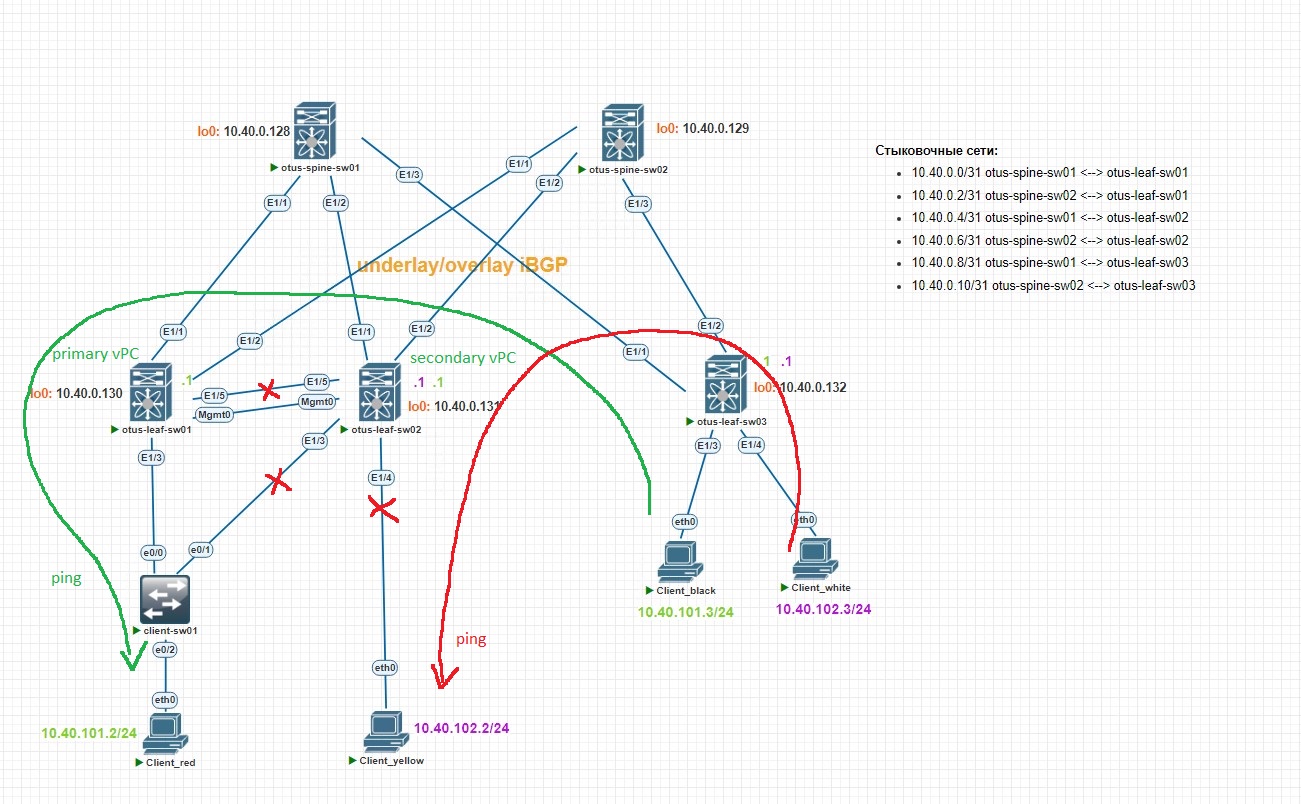 lo0: 10.40.0.128
otus-spine-sw01
lo0: 10.40.0.129
otus-spine-sw02
Стыковочные сети:
10.40.0.0/31 otus-spine-sw01 <--> otus-leaf-sw01
10.40.0.2/31 otus-spine-sw02 <--> otus-leaf-sw01
10.40.0.4/31 otus-spine-sw01 <--> otus-leaf-sw02
10.40.0.6/31 otus-spine-sw02 <--> otus-leaf-sw02
10.40.0.8/31 otus-spine-sw01 <--> otus-leaf-sw03
10.40.0.10/31 otus-spine-sw02 <--> otus-leaf-sw03
E1/1
E1/2
E1/3
E1/1
E1/2
E1/3
underlay/overlay iBGP
E1/1
E1/2
E1/1
E1/2
E1/1
E1/2
primary vPC
secondary vPC
.1
.1 .1
1 .1
lo0: 10.40.0.130
lo0: 10.40.0.131
lo0: 10.40.0.132
E1/5
E1/5
Mgmt0
Mgmt0
otus-leaf-sw01
otus-leaf-sw02
otus-leaf-sw03
E1/3
E1/3
E1/4
E1/3
E1/4
e0/0
e0/1
eth0
eth0
ping
client-sw01
Client_black
10.40.101.3/24
Client_white
10.40.102.3/24
ping
e0/2
eth0
eth0
10.40.101.2/24
Client_red
10.40.102.2/24
Client_yellow